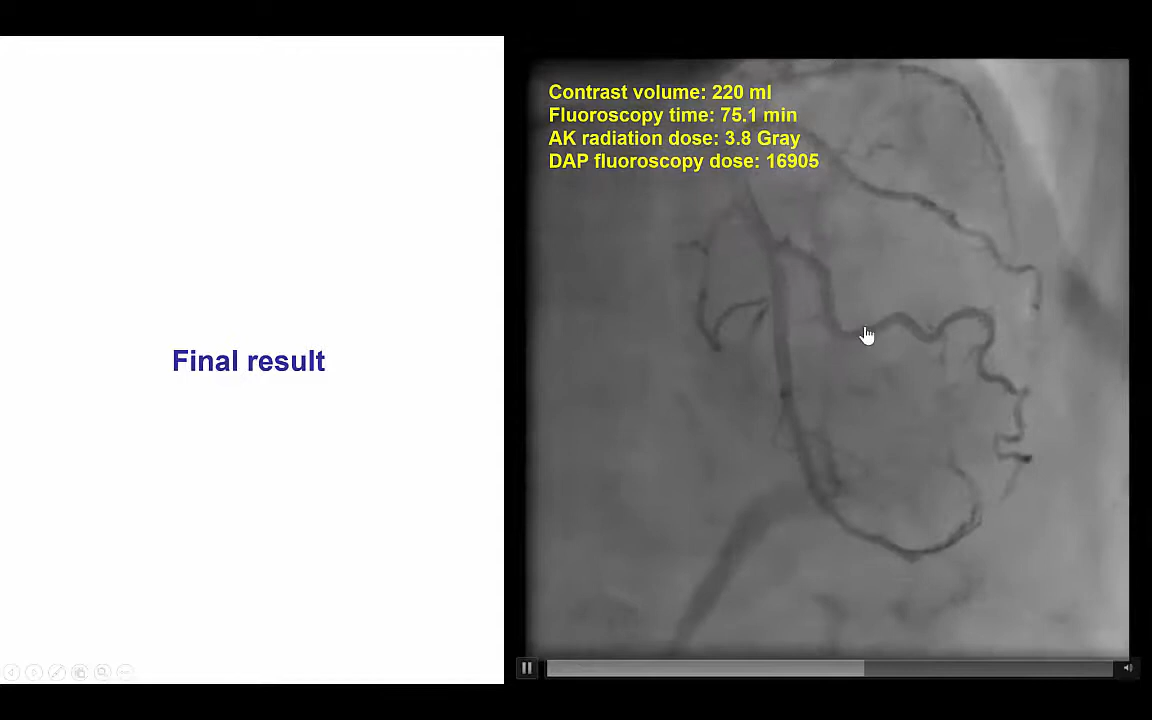 Final result
Contrast volume: 220 ml
Fluoroscopy time: 75.1 min
AK radiation dose: 3.8 Gray
DAP fluoroscopy dose: 16905